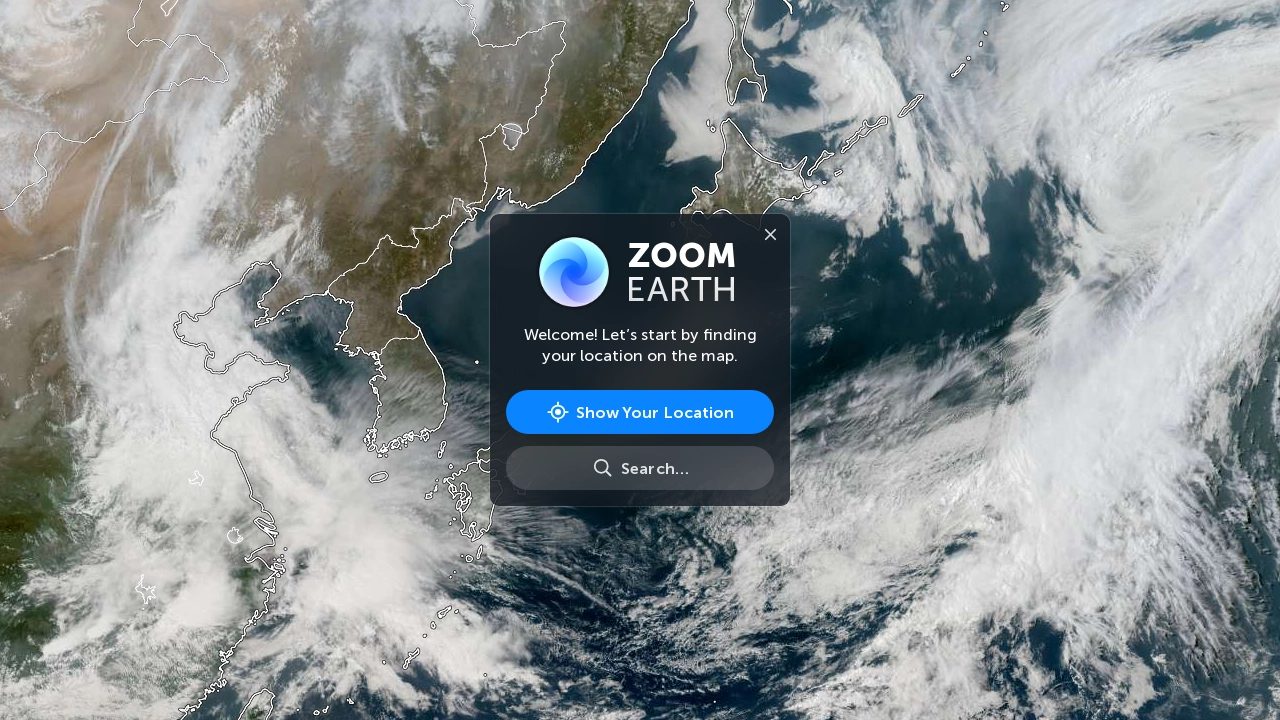 ZOOM
EARTH
Welcome! Let’s start by finding
your location on the map.
Show Your Location
Search...